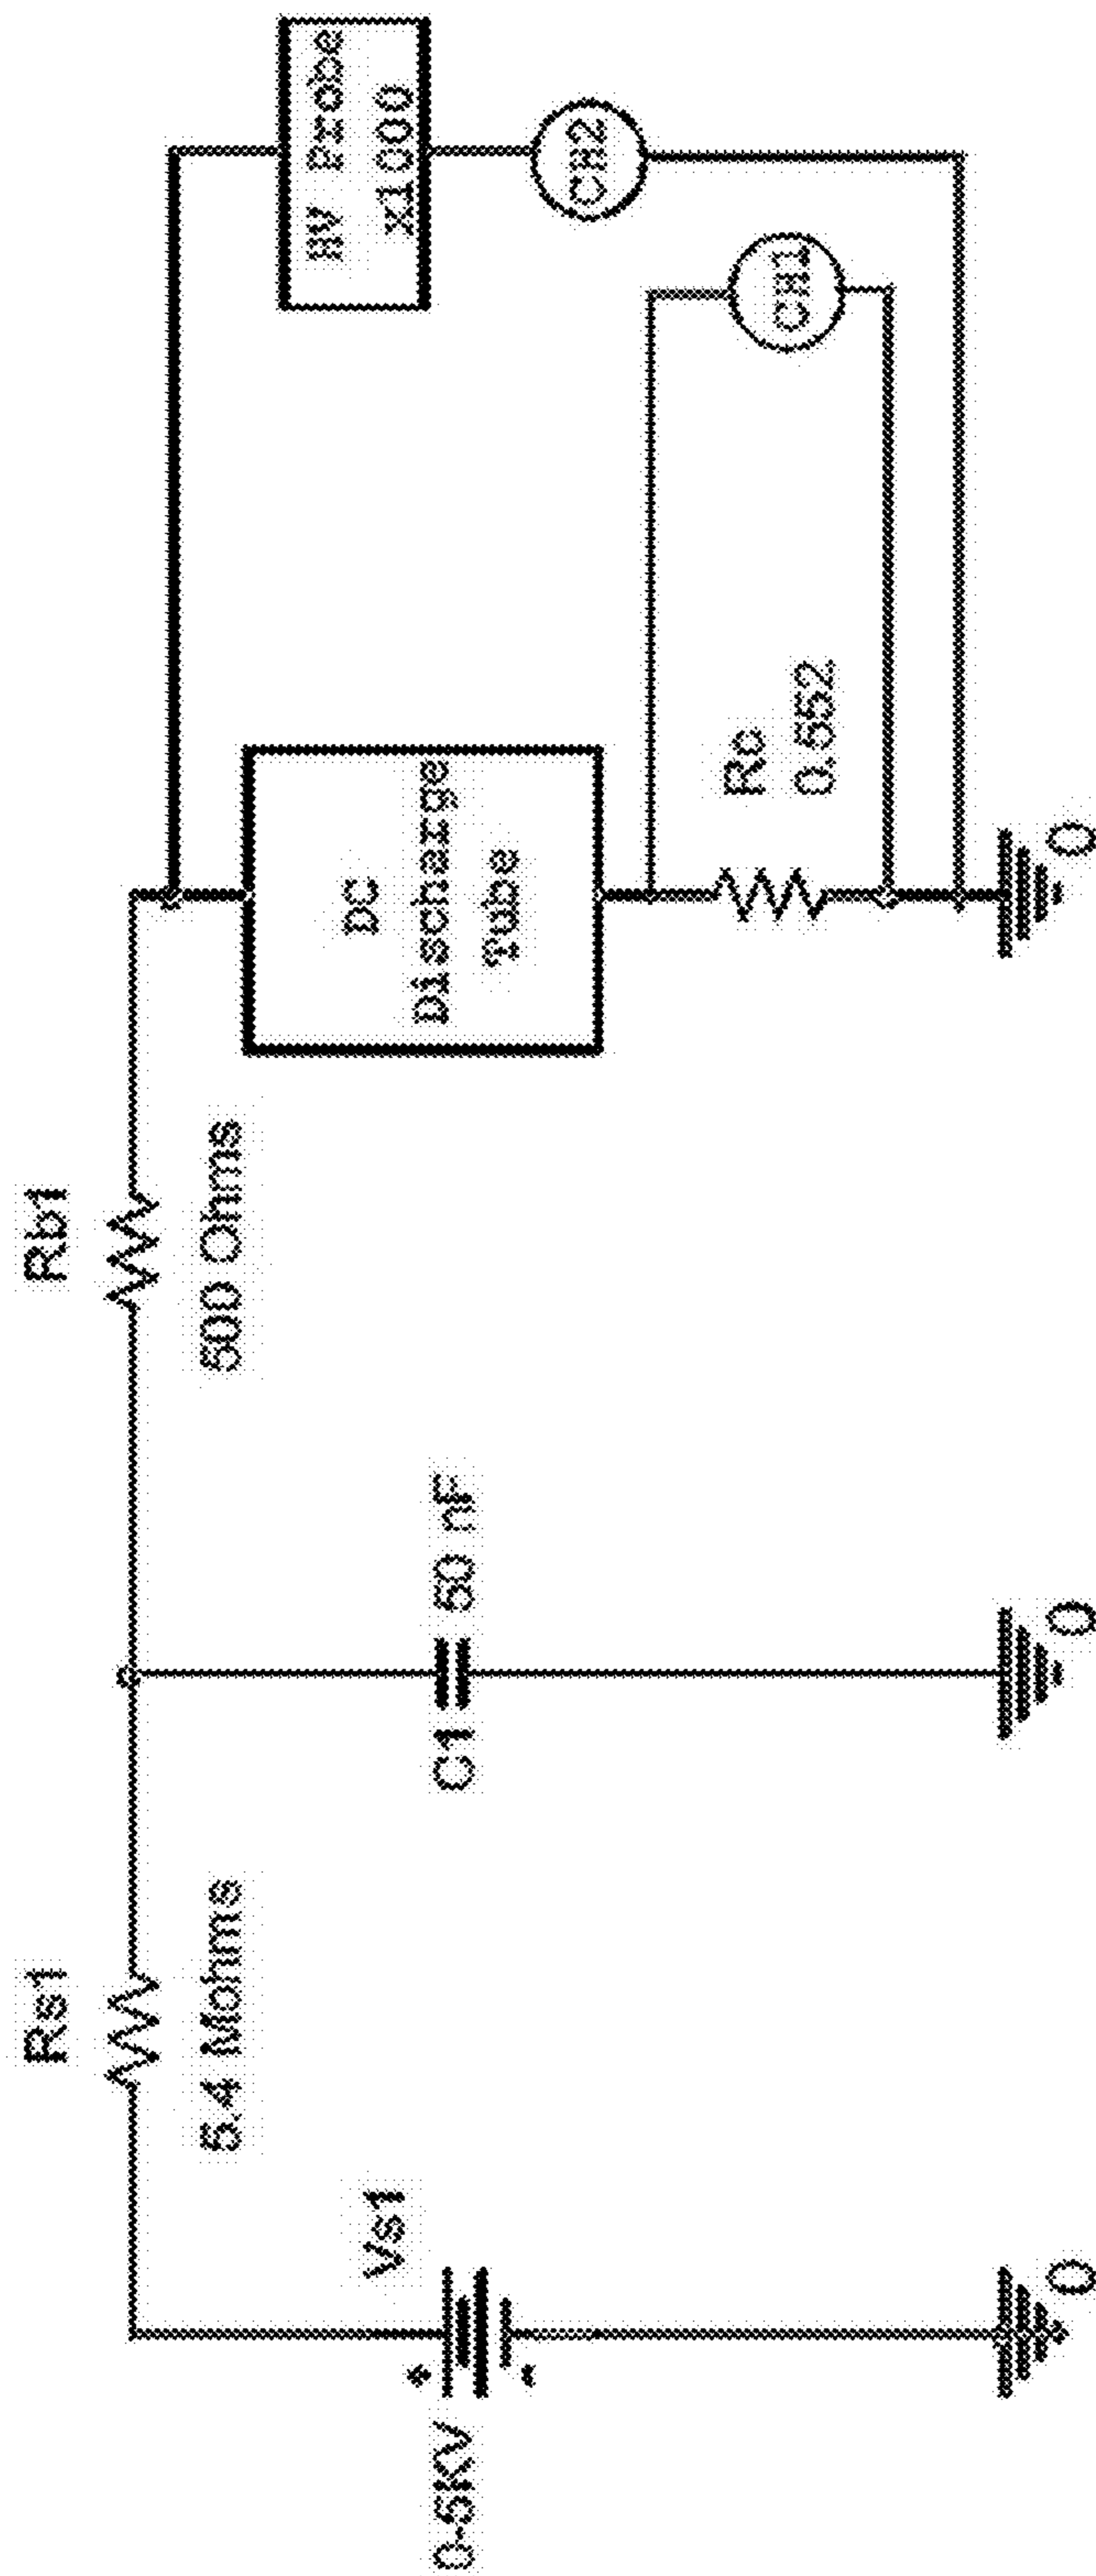 Rs1
5.4 Mohms
Vs1
0-5KV
0
C1
50 nF
0
Rb1
500 Ohms
DC
Discharge
Tube
Ro
0.552
0
HV Probe
x1000
CH2
CH1